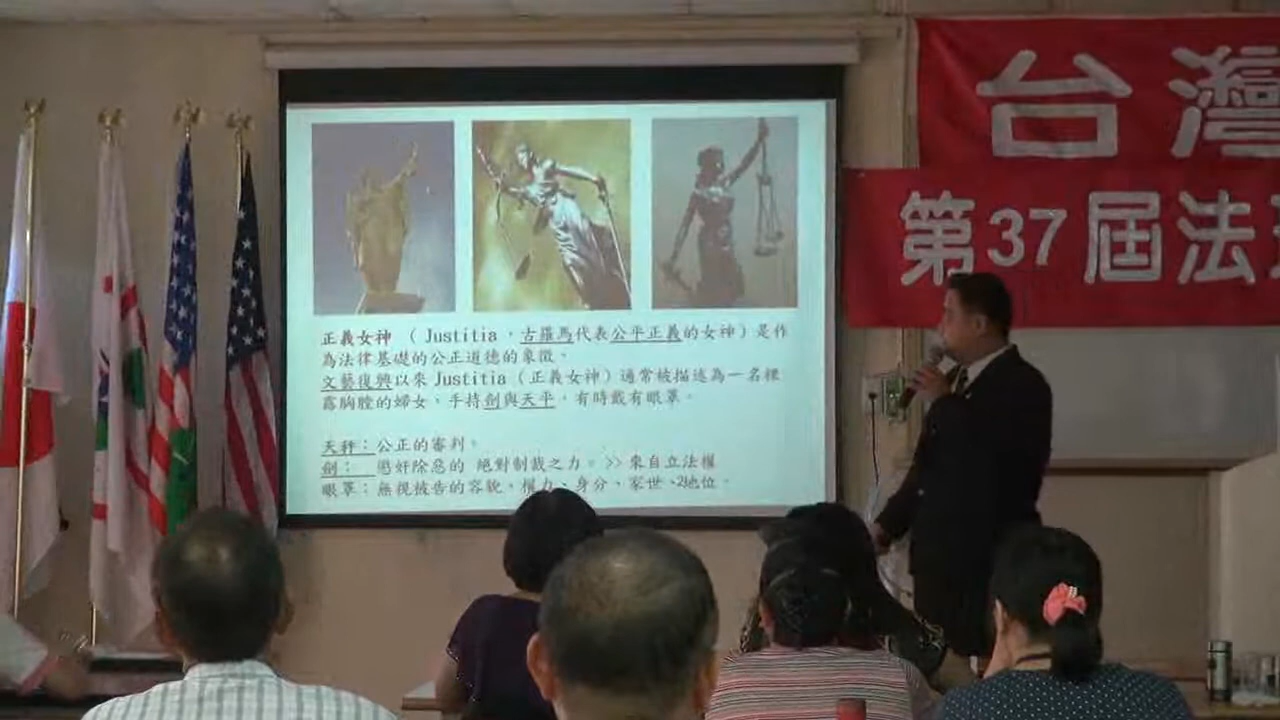 台灣
第37屆法理
正義女神 （ Justitia，古羅馬代表公平正義的女神）是作
為法律基礎的公正道德的象徵。
文藝復興以來 Justitia（正義女神）通常被描述為一名裸
露胸膛的婦女，手持劍與天平，有時戴有眼罩。
天秤：公正的審判。
劍： 懲奸除惡的 絕對制裁之力。>> 來自立法權
眼罩：無視被告的容貌、權力、身分、家世、地位。
2